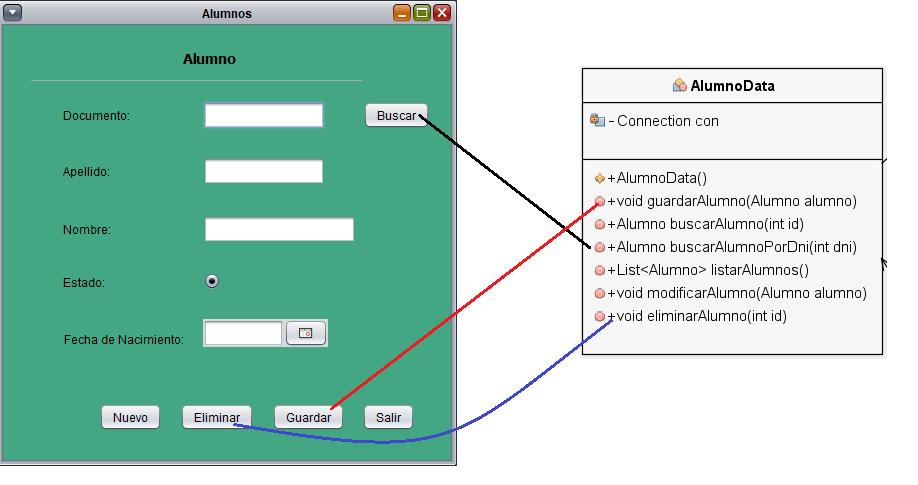 Alumnos
Alumno
Documento:
Buscar
Apellido:
Nombre:
Estado:
Fecha de Nacimiento:
Nuevo Eliminar Guardar Salir
AlumnoData
- Connection con
+AlumnoData()
+void guardarAlumno(Alumno alumno)
+Alumno buscarAlumno(int id)
+Alumno buscarAlumnoPorDni(int dni)
+List<Alumno> listarAlumnos()
+void modificarAlumno(Alumno alumno)
+void eliminarAlumno(int id)